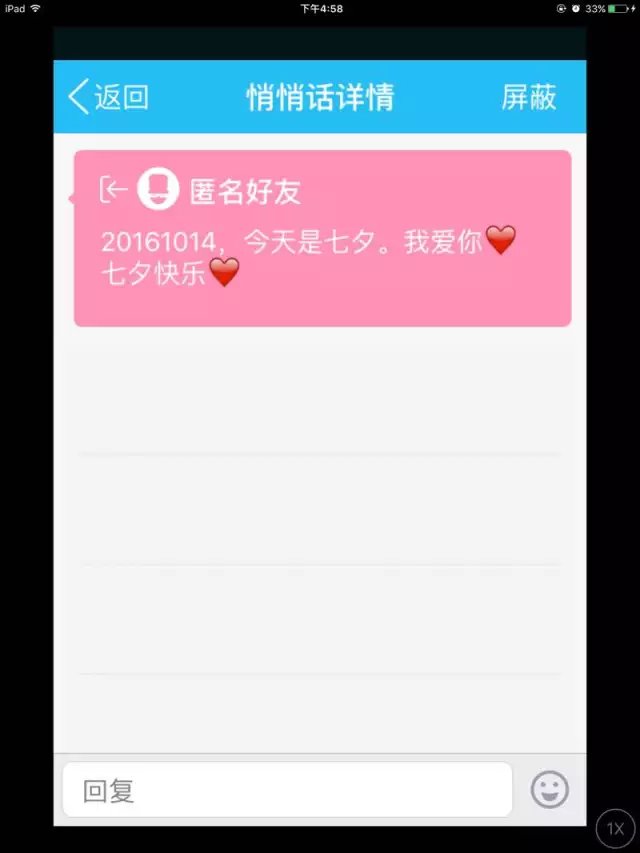 iPad 下午4:58 33%
返回 悄悄话详情 屏蔽
匿名好友
20161014，今天是七夕。我爱你❤️
七夕快乐❤️
回复
1X